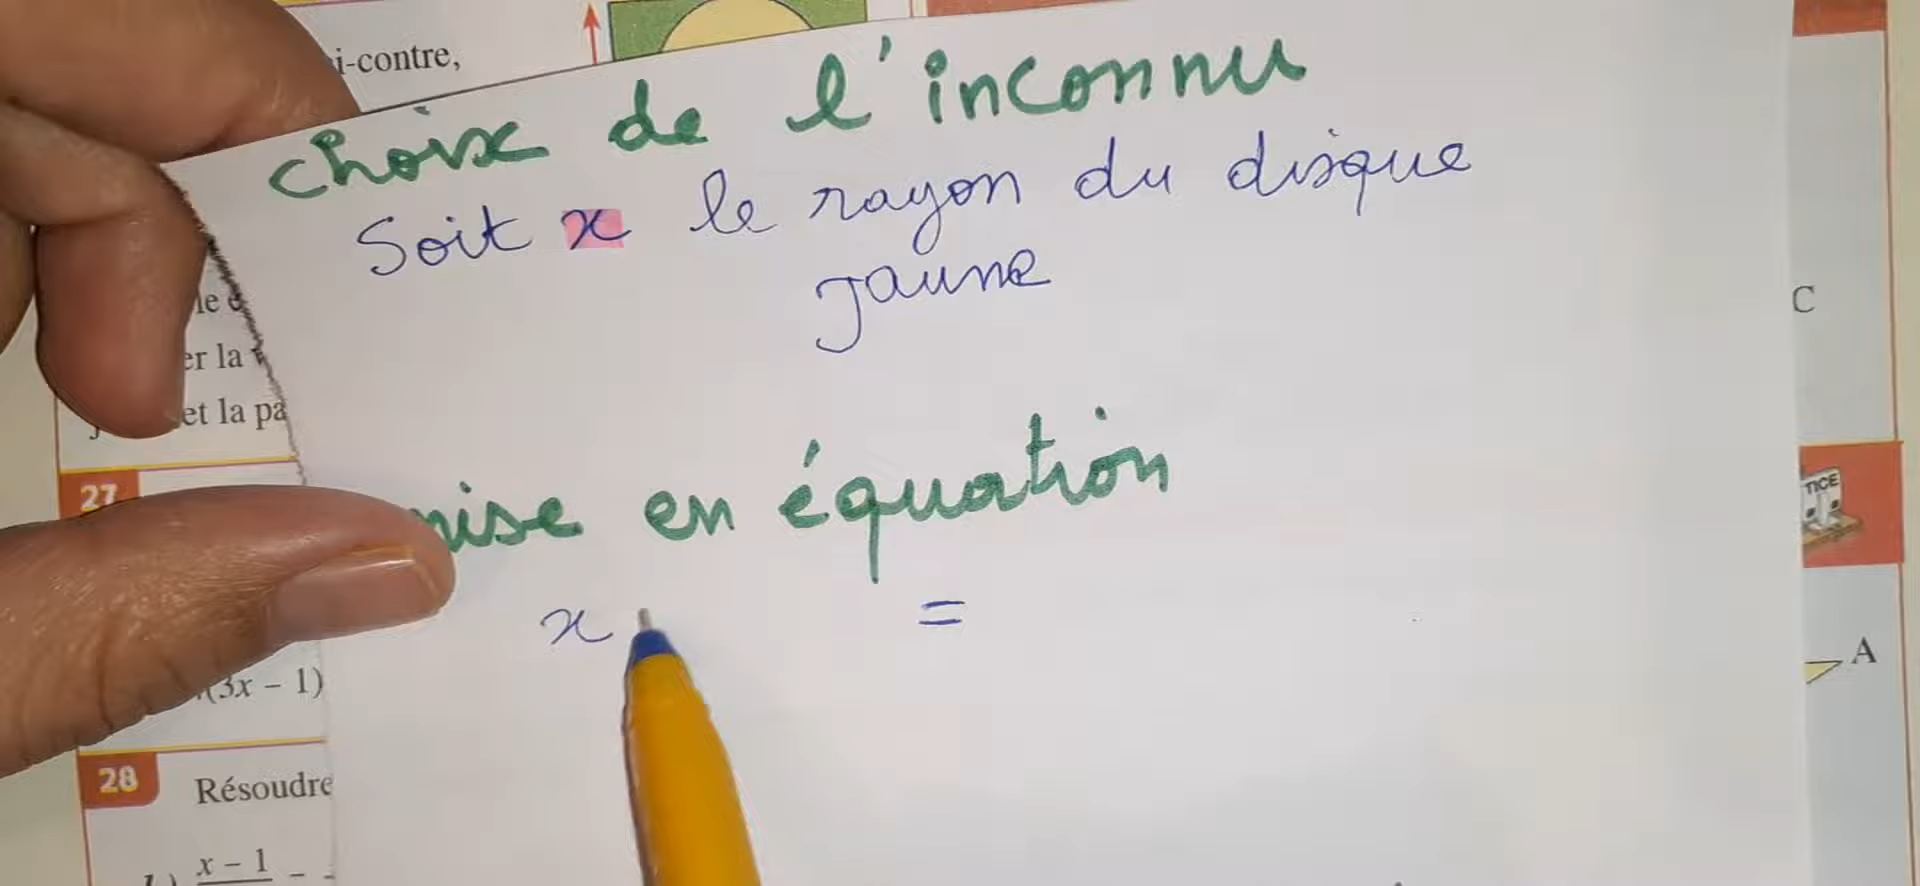 i-contre,
choix de l'inconnu
Soit x le rayon du disque
jaune
C
er la
et la pa
27
mise en équation
TICE
x =
A
(3x – 1)
28 Résoudre
x – 1